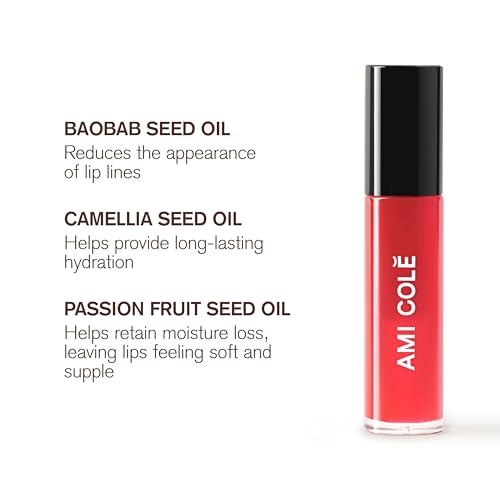 BAOBAB SEED OIL
Reduces the appearance
of lip lines
CAMELLIA SEED OIL
Helps provide long-lasting
hydration
PASSION FRUIT SEED OIL
Helps retain moisture loss,
leaving lips feeling soft and
supple
AMI COLĒ